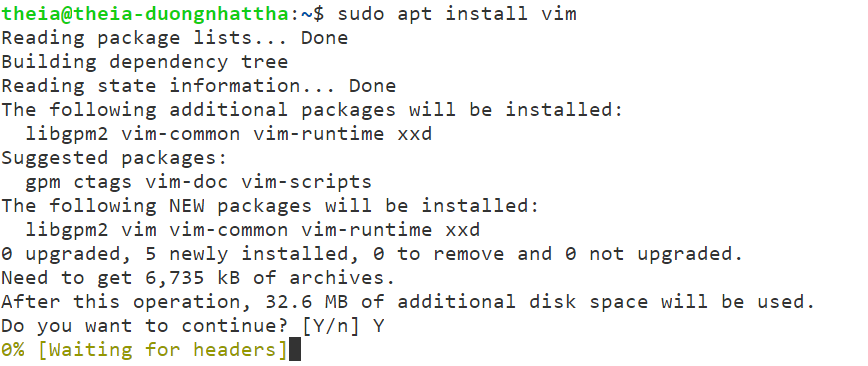 theia@theia-duongnhattha:~$ sudo apt install vim
Reading package lists... Done
Building dependency tree
Reading state information... Done
The following additional packages will be installed:
  libgpm2 vim-common vim-runtime xxd
Suggested packages:
  gpm ctags vim-doc vim-scripts
The following NEW packages will be installed:
  libgpm2 vim vim-common vim-runtime xxd
0 upgraded, 5 newly installed, 0 to remove and 0 not upgraded.
Need to get 6,735 kB of archives.
After this operation, 32.6 MB of additional disk space will be used.
Do you want to continue? [Y/n] Y
0% [Waiting for headers]